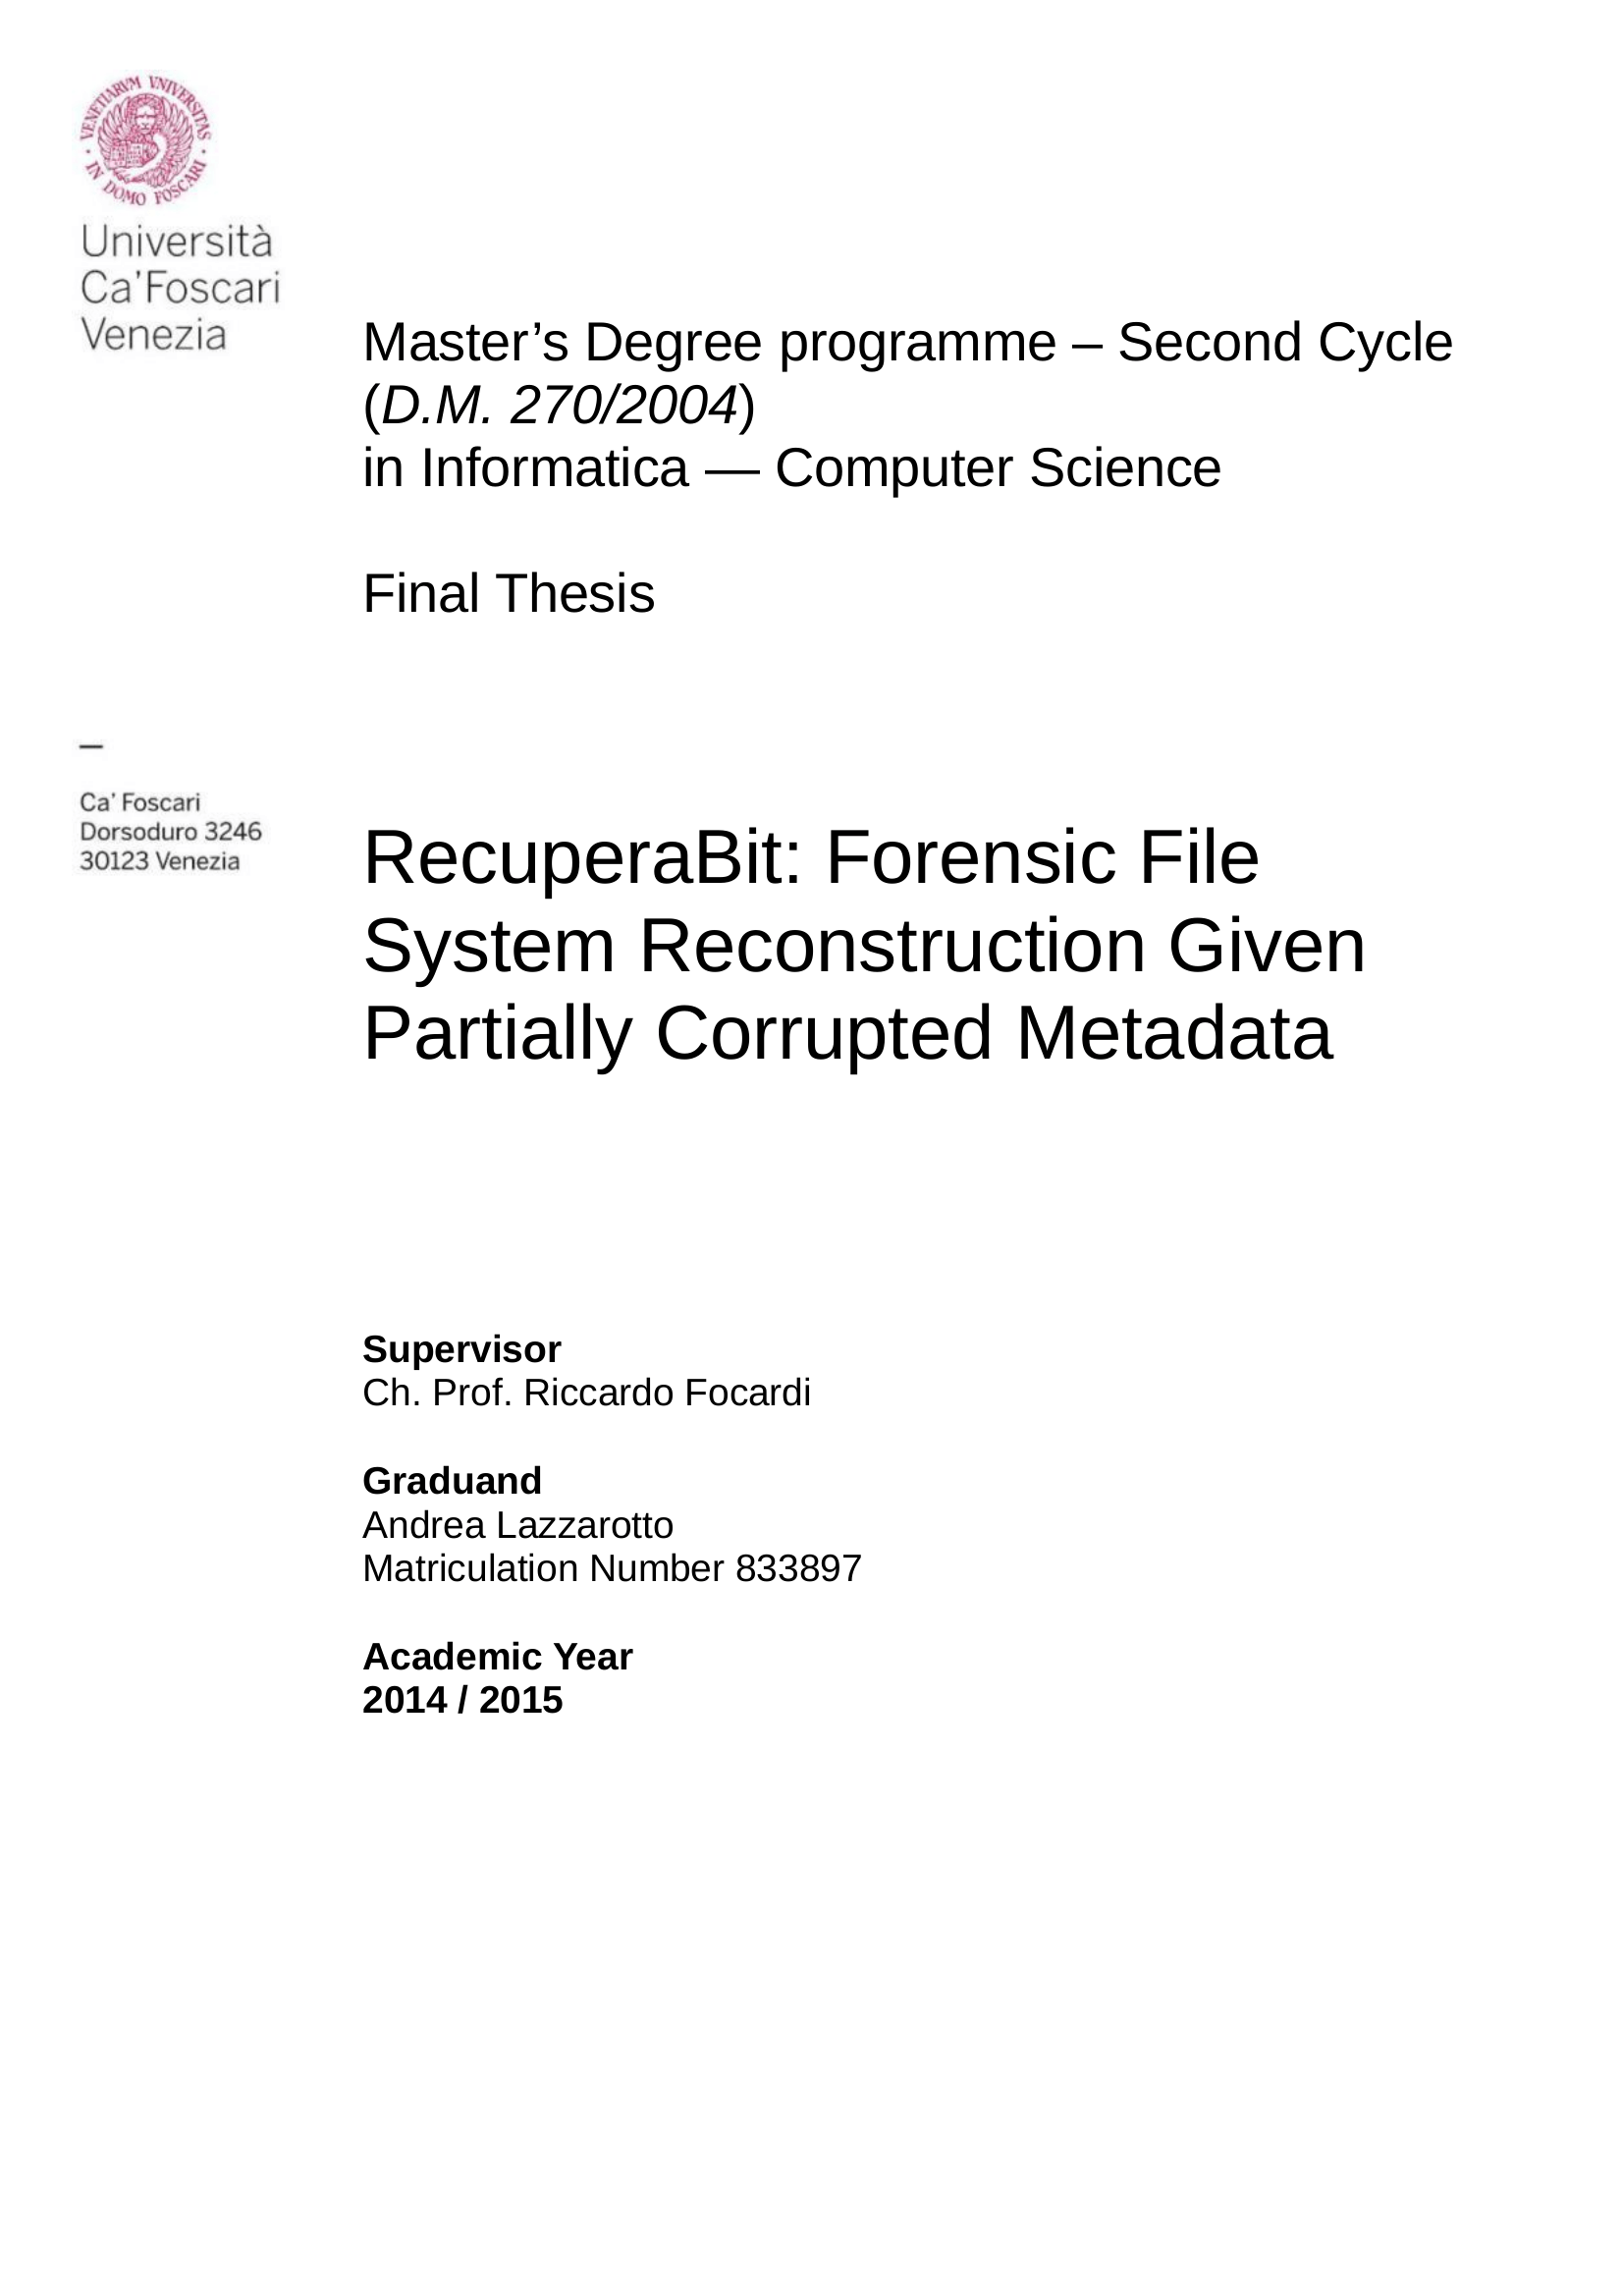 VENETIARVM VNIVERSITAS
· IN DOMO FOSCARI ·
Università
Ca'Foscari
Venezia
Master’s Degree programme – Second Cycle
(D.M. 270/2004)
in Informatica — Computer Science
Final Thesis
–
Ca' Foscari
Dorsoduro 3246
30123 Venezia
RecuperaBit: Forensic File
System Reconstruction Given
Partially Corrupted Metadata
Supervisor
Ch. Prof. Riccardo Focardi
Graduand
Andrea Lazzarotto
Matriculation Number 833897
Academic Year
2014 / 2015